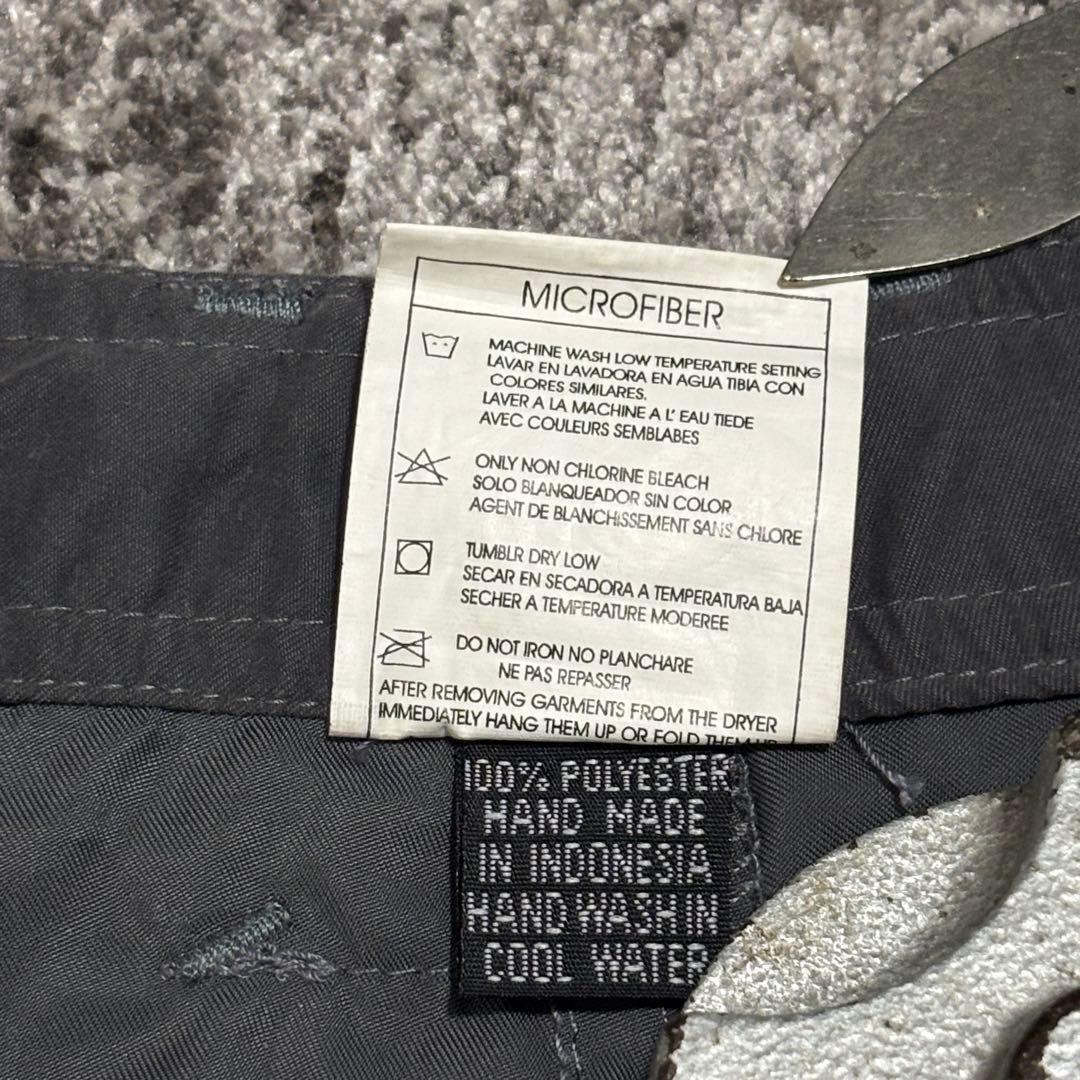 MICROFIBER
MACHINE WASH LOW TEMPERATURE SETTING
LAVAR EN LAVADORA EN AGUA TIBIA CON
COLORES SIMILARES.
LAVER A LA MACHINE A L' EAU TIEDE
AVEC COULEURS SEMBLABES
ONLY NON CHLORINE BLEACH
SOLO BLANQUEADOR SIN COLOR
AGENT DE BLANCHISSEMENT SANS CHLORE
TUMBLR DRY LOW
SECAR EN SECADORA A TEMPERATURA BAJA
SECHER A TEMPERATURE MODEREE
DO NOT IRON NO PLANCHARE
NE PAS REPASSER
AFTER REMOVING GARMENTS FROM THE DRYER
IMMEDIATELY HANG THEM UP OR FOLD THEM UP
100% POLYESTER
HAND MADE
IN INDONESIA
HAND WASH IN
COOL WATER